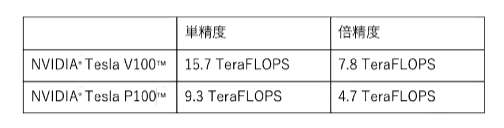 単精度 倍精度
NVIDIA® Tesla V100™ 15.7 TeraFLOPS 7.8 TeraFLOPS
NVIDIA® Tesla P100™ 9.3 TeraFLOPS 4.7 TeraFLOPS